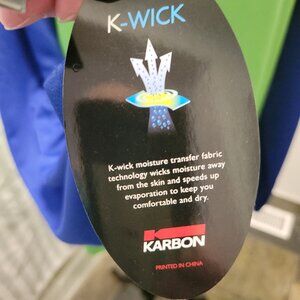 K-WICK
K-wick moisture transfer fabric
technology wicks moisture away
from the skin and speeds up
evaporation to keep you
comfortable and dry.
KARBON
PRINTED IN CHINA